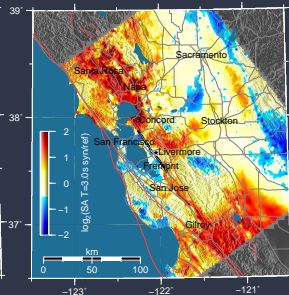 39°
Sacramento
Santa Rosa
Napa
38°
Concord
Stockton
San Francisco
Livermore
Fremont
San Jose
Gilroy
37°
2
1
0
−1
−2
log₂(SA T=3.0s syn/ref)
km
0 50 100
−123° −122° −121°